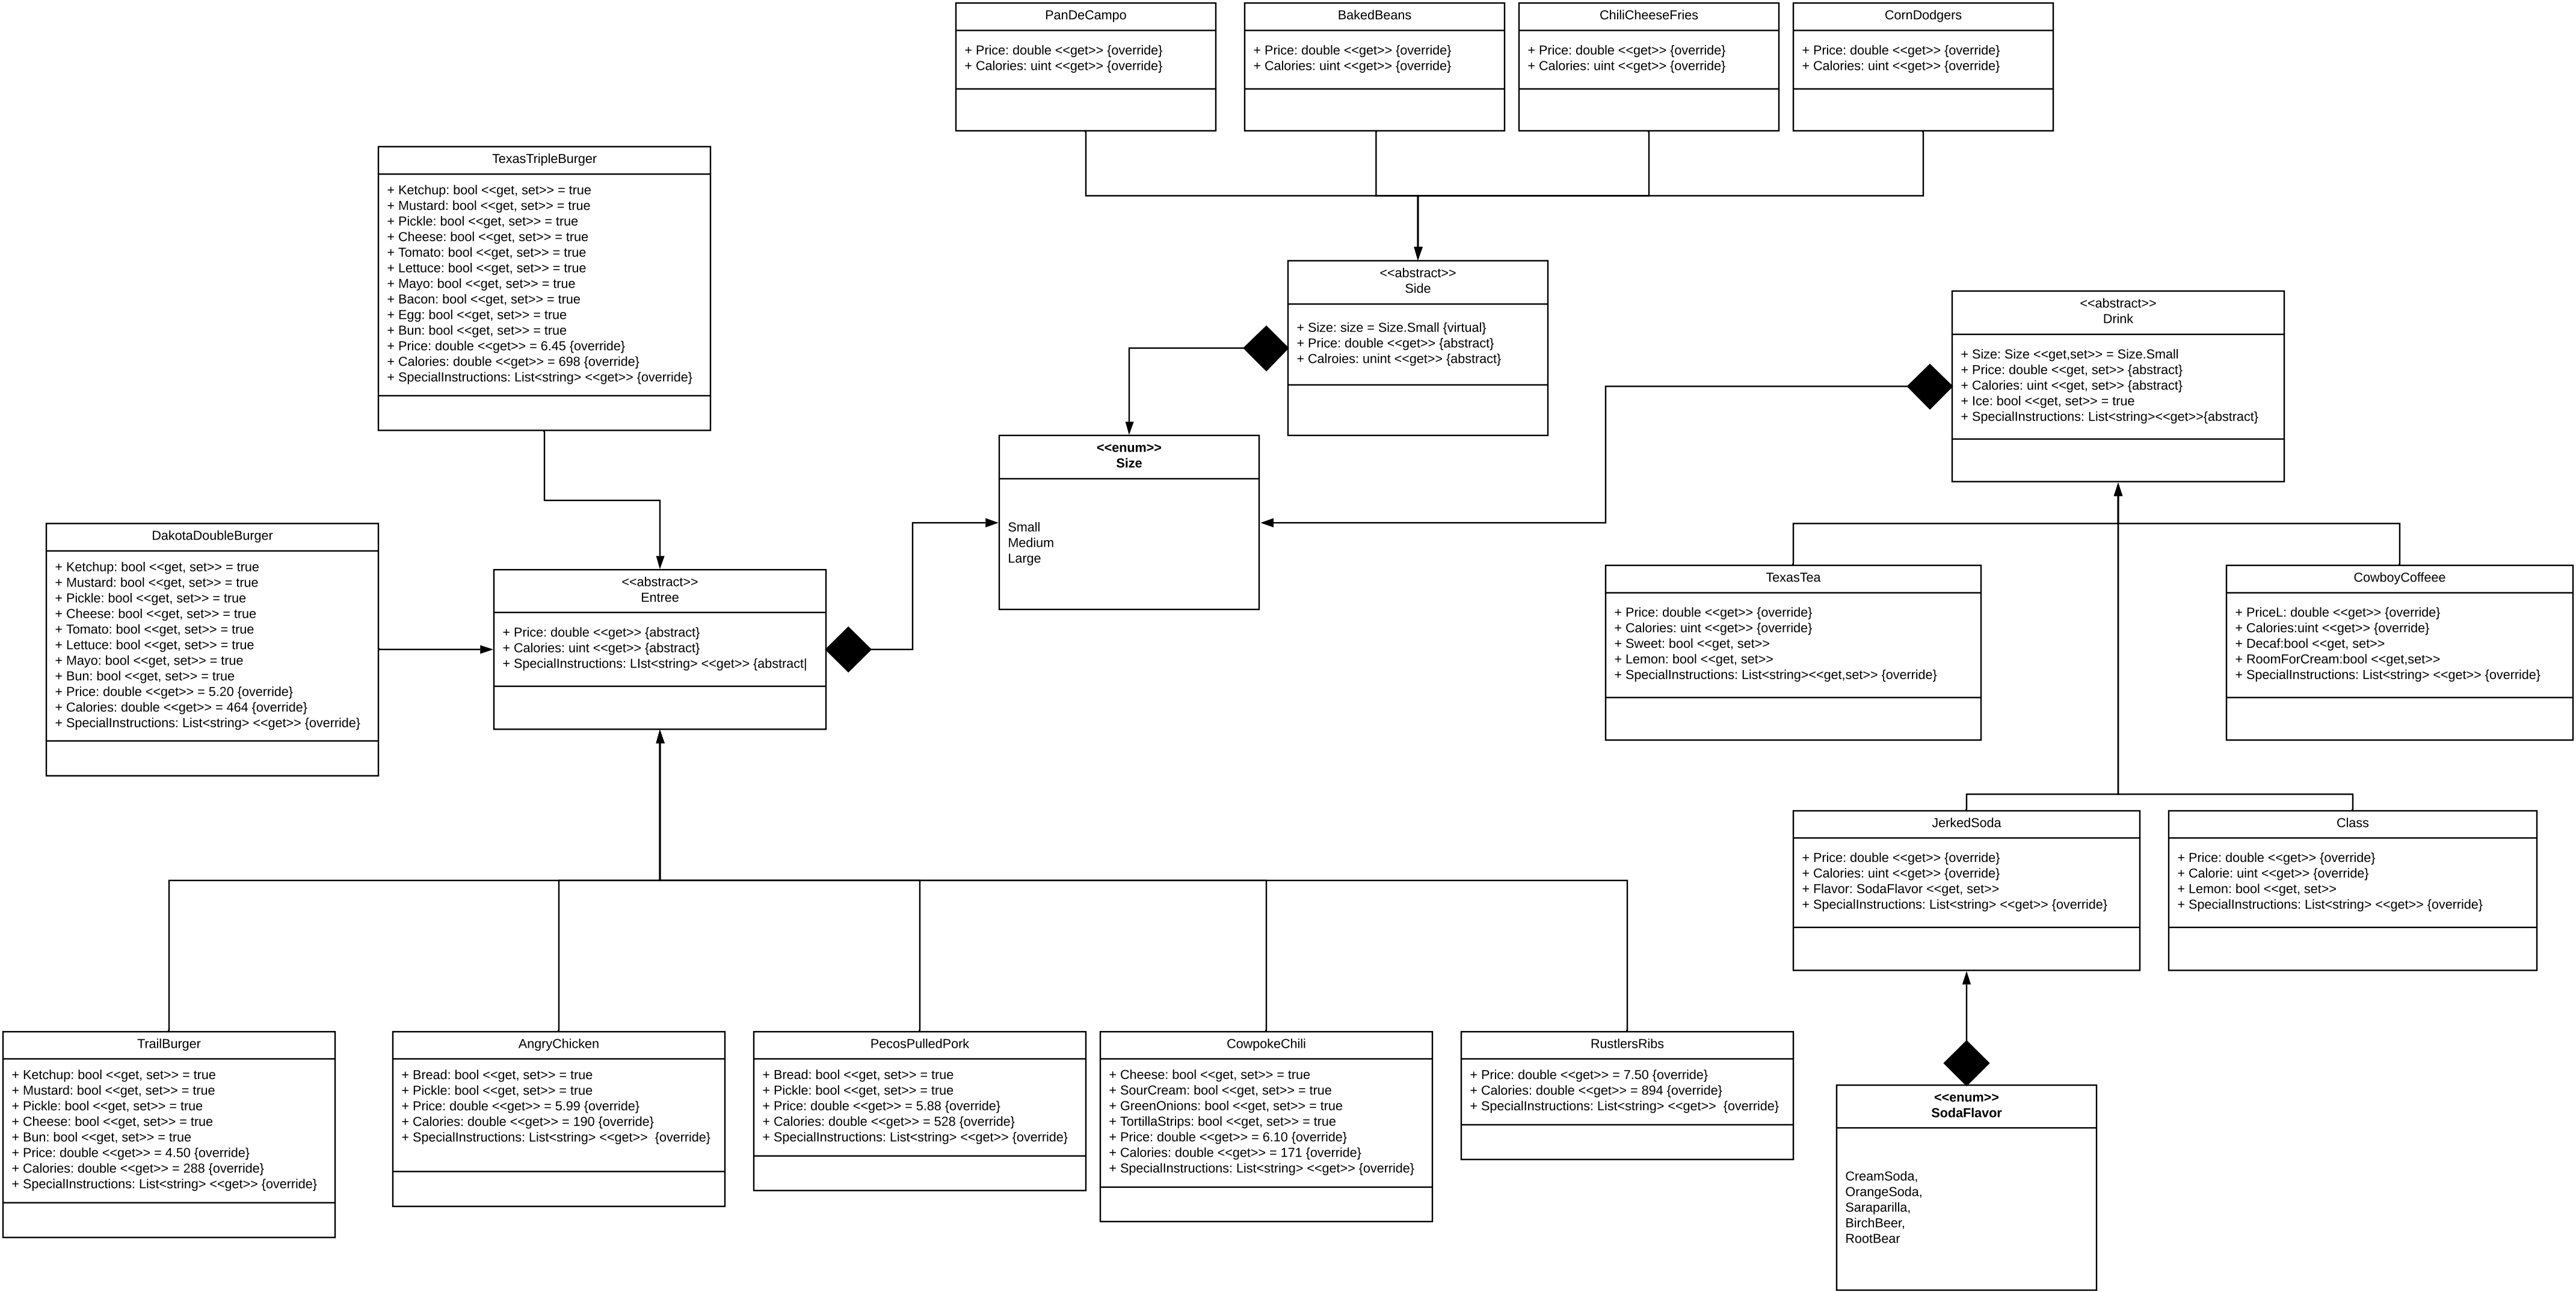 PanDeCampo
+ Price: double <<get>> {override}
+ Calories: uint <<get>> {override}
BakedBeans
+ Price: double <<get>> {override}
+ Calories: uint <<get>> {override}
ChiliCheeseFries
+ Price: double <<get>> {override}
+ Calories: uint <<get>> {override}
CornDodgers
+ Price: double <<get>> {override}
+ Calories: uint <<get>> {override}
TexasTripleBurger
+ Ketchup: bool <<get, set>> = true
+ Mustard: bool <<get, set>> = true
+ Pickle: bool <<get, set>> = true
+ Cheese: bool <<get, set>> = true
+ Tomato: bool <<get, set>> = true
+ Lettuce: bool <<get, set>> = true
+ Mayo: bool <<get, set>> = true
+ Bacon: bool <<get, set>> = true
+ Egg: bool <<get, set>> = true
+ Bun: bool <<get, set>> = true
+ Price: double <<get>> = 6.45 {override}
+ Calories: double <<get>> = 698 {override}
+ SpecialInstructions: List<string> <<get>> {override}
<<abstract>>
Side
+ Size: size = Size.Small {virtual}
+ Price: double <<get>> {abstract}
+ Calroies: unint <<get>> {abstract}
<<abstract>>
Drink
+ Size: Size <<get,set>> = Size.Small
+ Price: double <<get, set>> {abstract}
+ Calories: uint <<get, set>> {abstract}
+ Ice: bool <<get, set>> = true
+ SpecialInstructions: List<string><<get>>{abstract}
<<enum>>
Size
Small
Medium
Large
DakotaDoubleBurger
+ Ketchup: bool <<get, set>> = true
+ Mustard: bool <<get, set>> = true
+ Pickle: bool <<get, set>> = true
+ Cheese: bool <<get, set>> = true
+ Tomato: bool <<get, set>> = true
+ Lettuce: bool <<get, set>> = true
+ Mayo: bool <<get, set>> = true
+ Bun: bool <<get, set>> = true
+ Price: double <<get>> = 5.20 {override}
+ Calories: double <<get>> = 464 {override}
+ SpecialInstructions: List<string> <<get>> {override}
<<abstract>>
Entree
+ Price: double <<get>> {abstract}
+ Calories: uint <<get>> {abstract}
+ SpecialInstructions: LIst<string> <<get>> {abstract|
TexasTea
+ Price: double <<get>> {override}
+ Calories: uint <<get>> {override}
+ Sweet: bool <<get, set>>
+ Lemon: bool <<get, set>>
+ SpecialInstructions: List<string><<get,set>> {override}
CowboyCoffeee
+ PriceL: double <<get>> {override}
+ Calories:uint <<get>> {override}
+ Decaf:bool <<get, set>>
+ RoomForCream:bool <<get,set>>
+ SpecialInstructions: List<string> <<get>> {override}
JerkedSoda
+ Price: double <<get>> {override}
+ Calories: uint <<get>> {override}
+ Flavor: SodaFlavor <<get, set>>
+ SpecialInstructions: List<string> <<get>> {override}
Class
+ Price: double <<get>> {override}
+ Calorie: uint <<get>> {override}
+ Lemon: bool <<get, set>>
+ SpecialInstructions: List<string> <<get>> {override}
TrailBurger
+ Ketchup: bool <<get, set>> = true
+ Mustard: bool <<get, set>> = true
+ Pickle: bool <<get, set>> = true
+ Cheese: bool <<get, set>> = true
+ Bun: bool <<get, set>> = true
+ Price: double <<get>> = 4.50 {override}
+ Calories: double <<get>> = 288 {override}
+ SpecialInstructions: List<string> <<get>> {override}
AngryChicken
+ Bread: bool <<get, set>> = true
+ Pickle: bool <<get, set>> = true
+ Price: double <<get>> = 5.99 {override}
+ Calories: double <<get>> = 190 {override}
+ SpecialInstructions: List<string> <<get>>  {override}
PecosPulledPork
+ Bread: bool <<get, set>> = true
+ Pickle: bool <<get, set>> = true
+ Price: double <<get>> = 5.88 {override}
+ Calories: double <<get>> = 528 {override}
+ SpecialInstructions: List<string> <<get>> {override}
CowpokeChili
+ Cheese: bool <<get, set>> = true
+ SourCream: bool <<get, set>> = true
+ GreenOnions: bool <<get, set>> = true
+ TortillaStrips: bool <<get, set>> = true
+ Price: double <<get>> = 6.10 {override}
+ Calories: double <<get>> = 171 {override}
+ SpecialInstructions: List<string> <<get>> {override}
RustlersRibs
+ Price: double <<get>> = 7.50 {override}
+ Calories: double <<get>> = 894 {override}
+ SpecialInstructions: List<string> <<get>>  {override}
<<enum>>
SodaFlavor
CreamSoda,
OrangeSoda,
Saraparilla,
BirchBeer,
RootBear